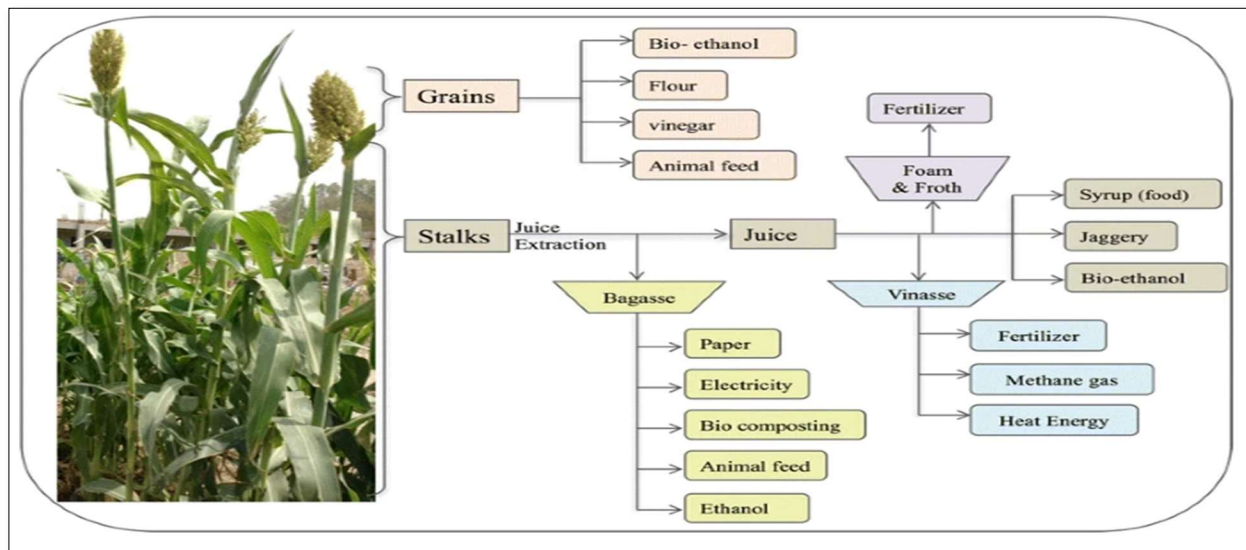 Bio- ethanol
Flour
vinegar
Animal feed
Grains
Fertilizer
Foam
& Froth
Stalks
Juice
Extraction
Juice
Syrup (food)
Jaggery
Bio-ethanol
Bagasse
Vinasse
Paper
Electricity
Bio composting
Animal feed
Ethanol
Fertilizer
Methane gas
Heat Energy